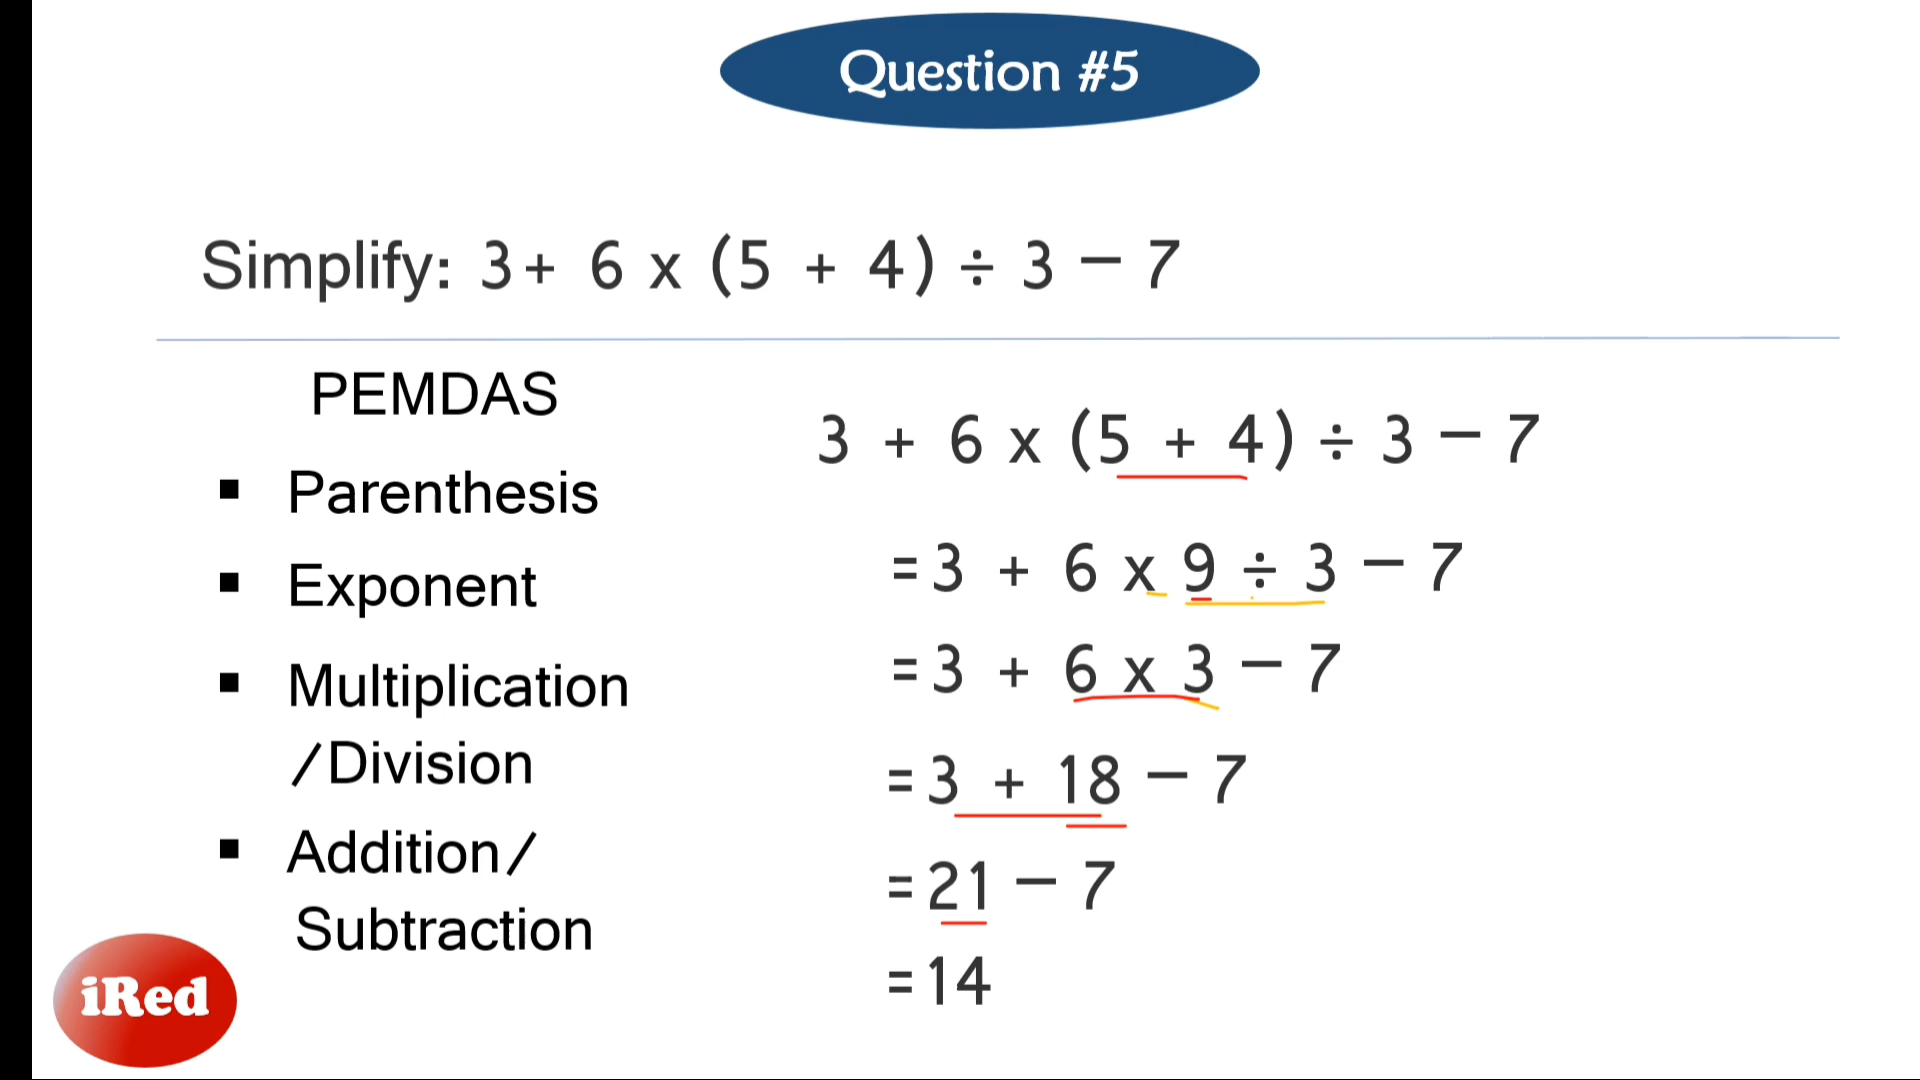 Question #5
Simplify: 3+ 6 x (5 + 4) ÷ 3 − 7
PEMDAS
▪ Parenthesis
▪ Exponent
▪ Multiplication
/Division
▪ Addition/
Subtraction
3 + 6 x (5 + 4) ÷ 3 − 7
=3 + 6 x 9 ÷ 3 − 7
=3 + 6 x 3 − 7
=3 + 18 − 7
=21 − 7
=14
iRed